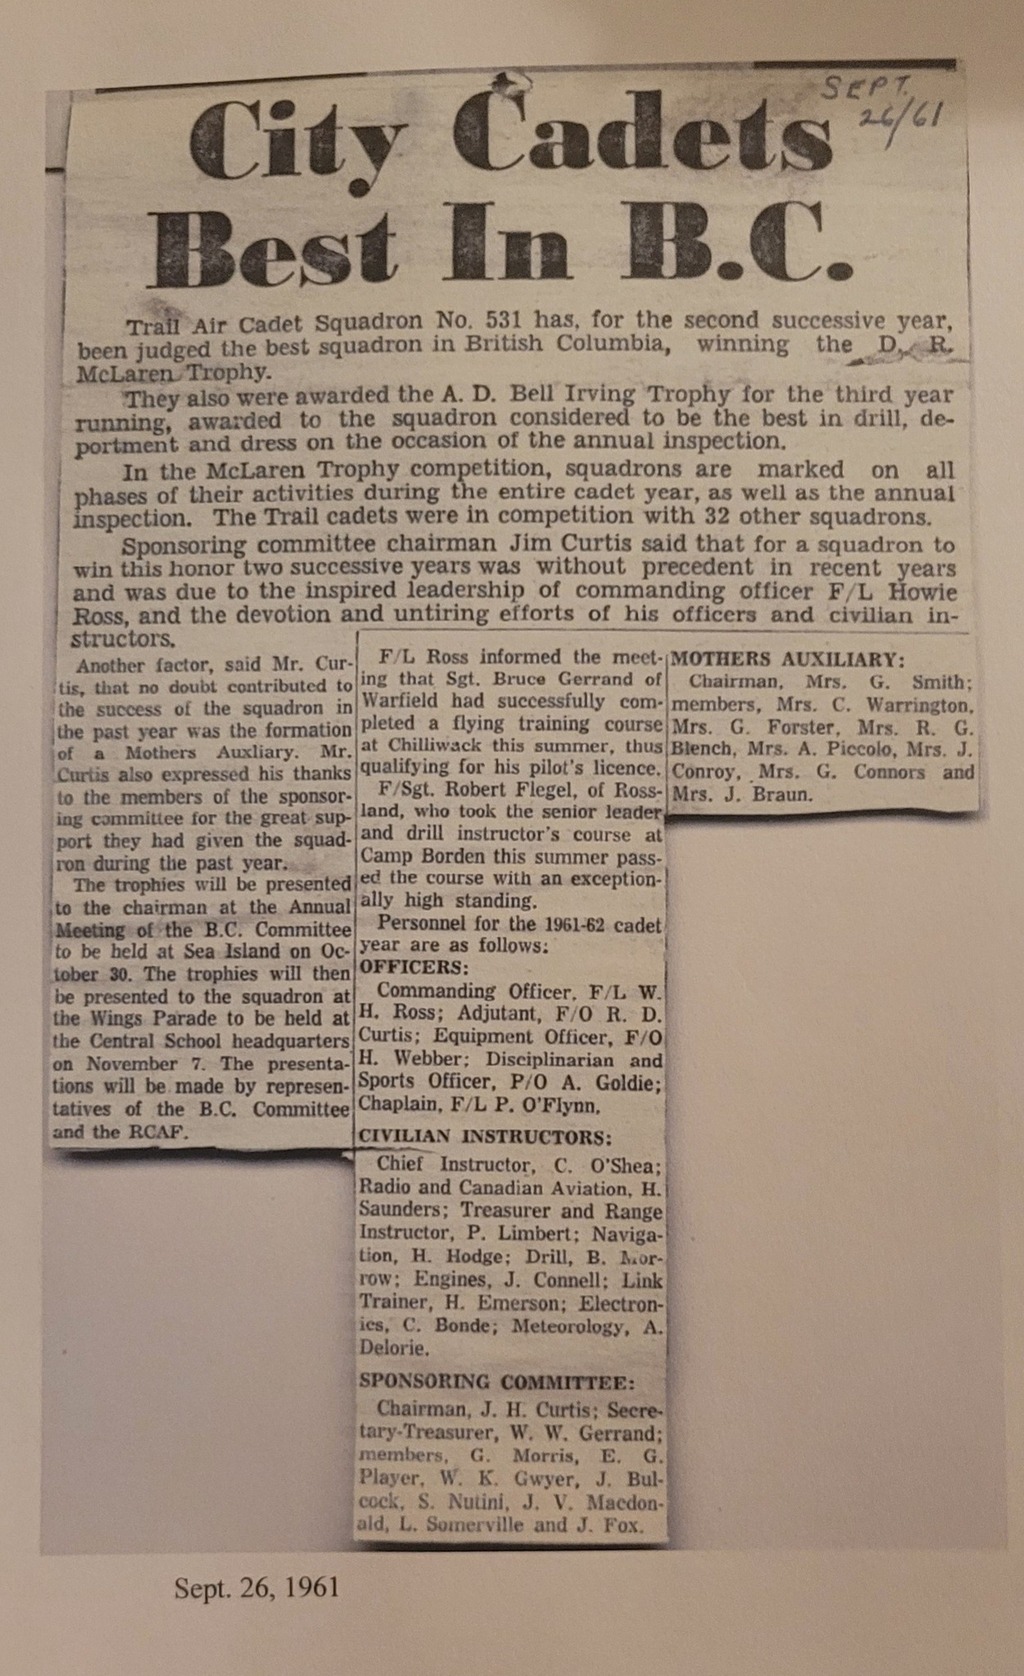 SEPT.
26/61
City Cadets
Best In B.C.
Trail Air Cadet Squadron No. 531 has, for the second successive year,
been judged the best squadron in British Columbia, winning the D. R.
McLaren Trophy.
They also were awarded the A. D. Bell Irving Trophy for the third year
running, awarded to the squadron considered to be the best in drill, de-
portment and dress on the occasion of the annual inspection.
In the McLaren Trophy competition, squadrons are marked on all
phases of their activities during the entire cadet year, as well as the annual
inspection. The Trail cadets were in competition with 32 other squadrons.
Sponsoring committee chairman Jim Curtis said that for a squadron to
win this honor two successive years was without precedent in recent years
and was due to the inspired leadership of commanding officer F/L Howie
Ross, and the devotion and untiring efforts of his officers and civilian in-
structors.
Another factor, said Mr. Cur-
tis, that no doubt contributed to
the success of the squadron in
the past year was the formation
of a Mothers Auxliary. Mr.
Curtis also expressed his thanks
to the members of the sponsor-
ing committee for the great sup-
port they had given the squad-
ron during the past year.
The trophies will be presented
to the chairman at the Annual
Meeting of the B.C. Committee
to be held at Sea Island on Oc-
tober 30. The trophies will then
be presented to the squadron at
the Wings Parade to be held at
the Central School headquarters
on November 7. The presenta-
tions will be made by represen-
tatives of the B.C. Committee
and the RCAF.
F/L Ross informed the meet-
ing that Sgt. Bruce Gerrand of
Warfield had successfully com-
pleted a flying training course
at Chilliwack this summer, thus
qualifying for his pilot's licence.
F/Sgt. Robert Flegel, of Ross-
land, who took the senior leader
and drill instructor's course at
Camp Borden this summer pass-
ed the course with an exception-
ally high standing.
Personnel for the 1961-62 cadet
year are as follows:
OFFICERS:
Commanding Officer, F/L W.
H. Ross; Adjutant, F/O R. D.
Curtis; Equipment Officer, F/O
H. Webber; Disciplinarian and
Sports Officer, P/O A. Goldie;
Chaplain, F/L P. O'Flynn,
CIVILIAN INSTRUCTORS:
Chief Instructor, C. O'Shea;
Radio and Canadian Aviation, H.
Saunders; Treasurer and Range
Instructor, P. Limbert; Naviga-
tion, H. Hodge; Drill, B. Mor-
row; Engines, J. Connell; Link
Trainer, H. Emerson; Electron-
ics, C. Bonde; Meteorology, A.
Delorie.
SPONSORING COMMITTEE:
Chairman, J. H. Curtis; Secre-
tary-Treasurer, W. W. Gerrand;
members, G. Morris, E. G.
Player, W. K. Gwyer, J. Bul-
cock, S. Nutini, J. V. Macdon-
ald, L. Somerville and J. Fox.
MOTHERS AUXILIARY:
Chairman, Mrs. G. Smith;
members, Mrs. C. Warrington,
Mrs. G. Forster, Mrs. R. G.
Blench, Mrs. A. Piccolo, Mrs. J.
Conroy, Mrs. G. Connors and
Mrs. J. Braun.
Sept. 26, 1961